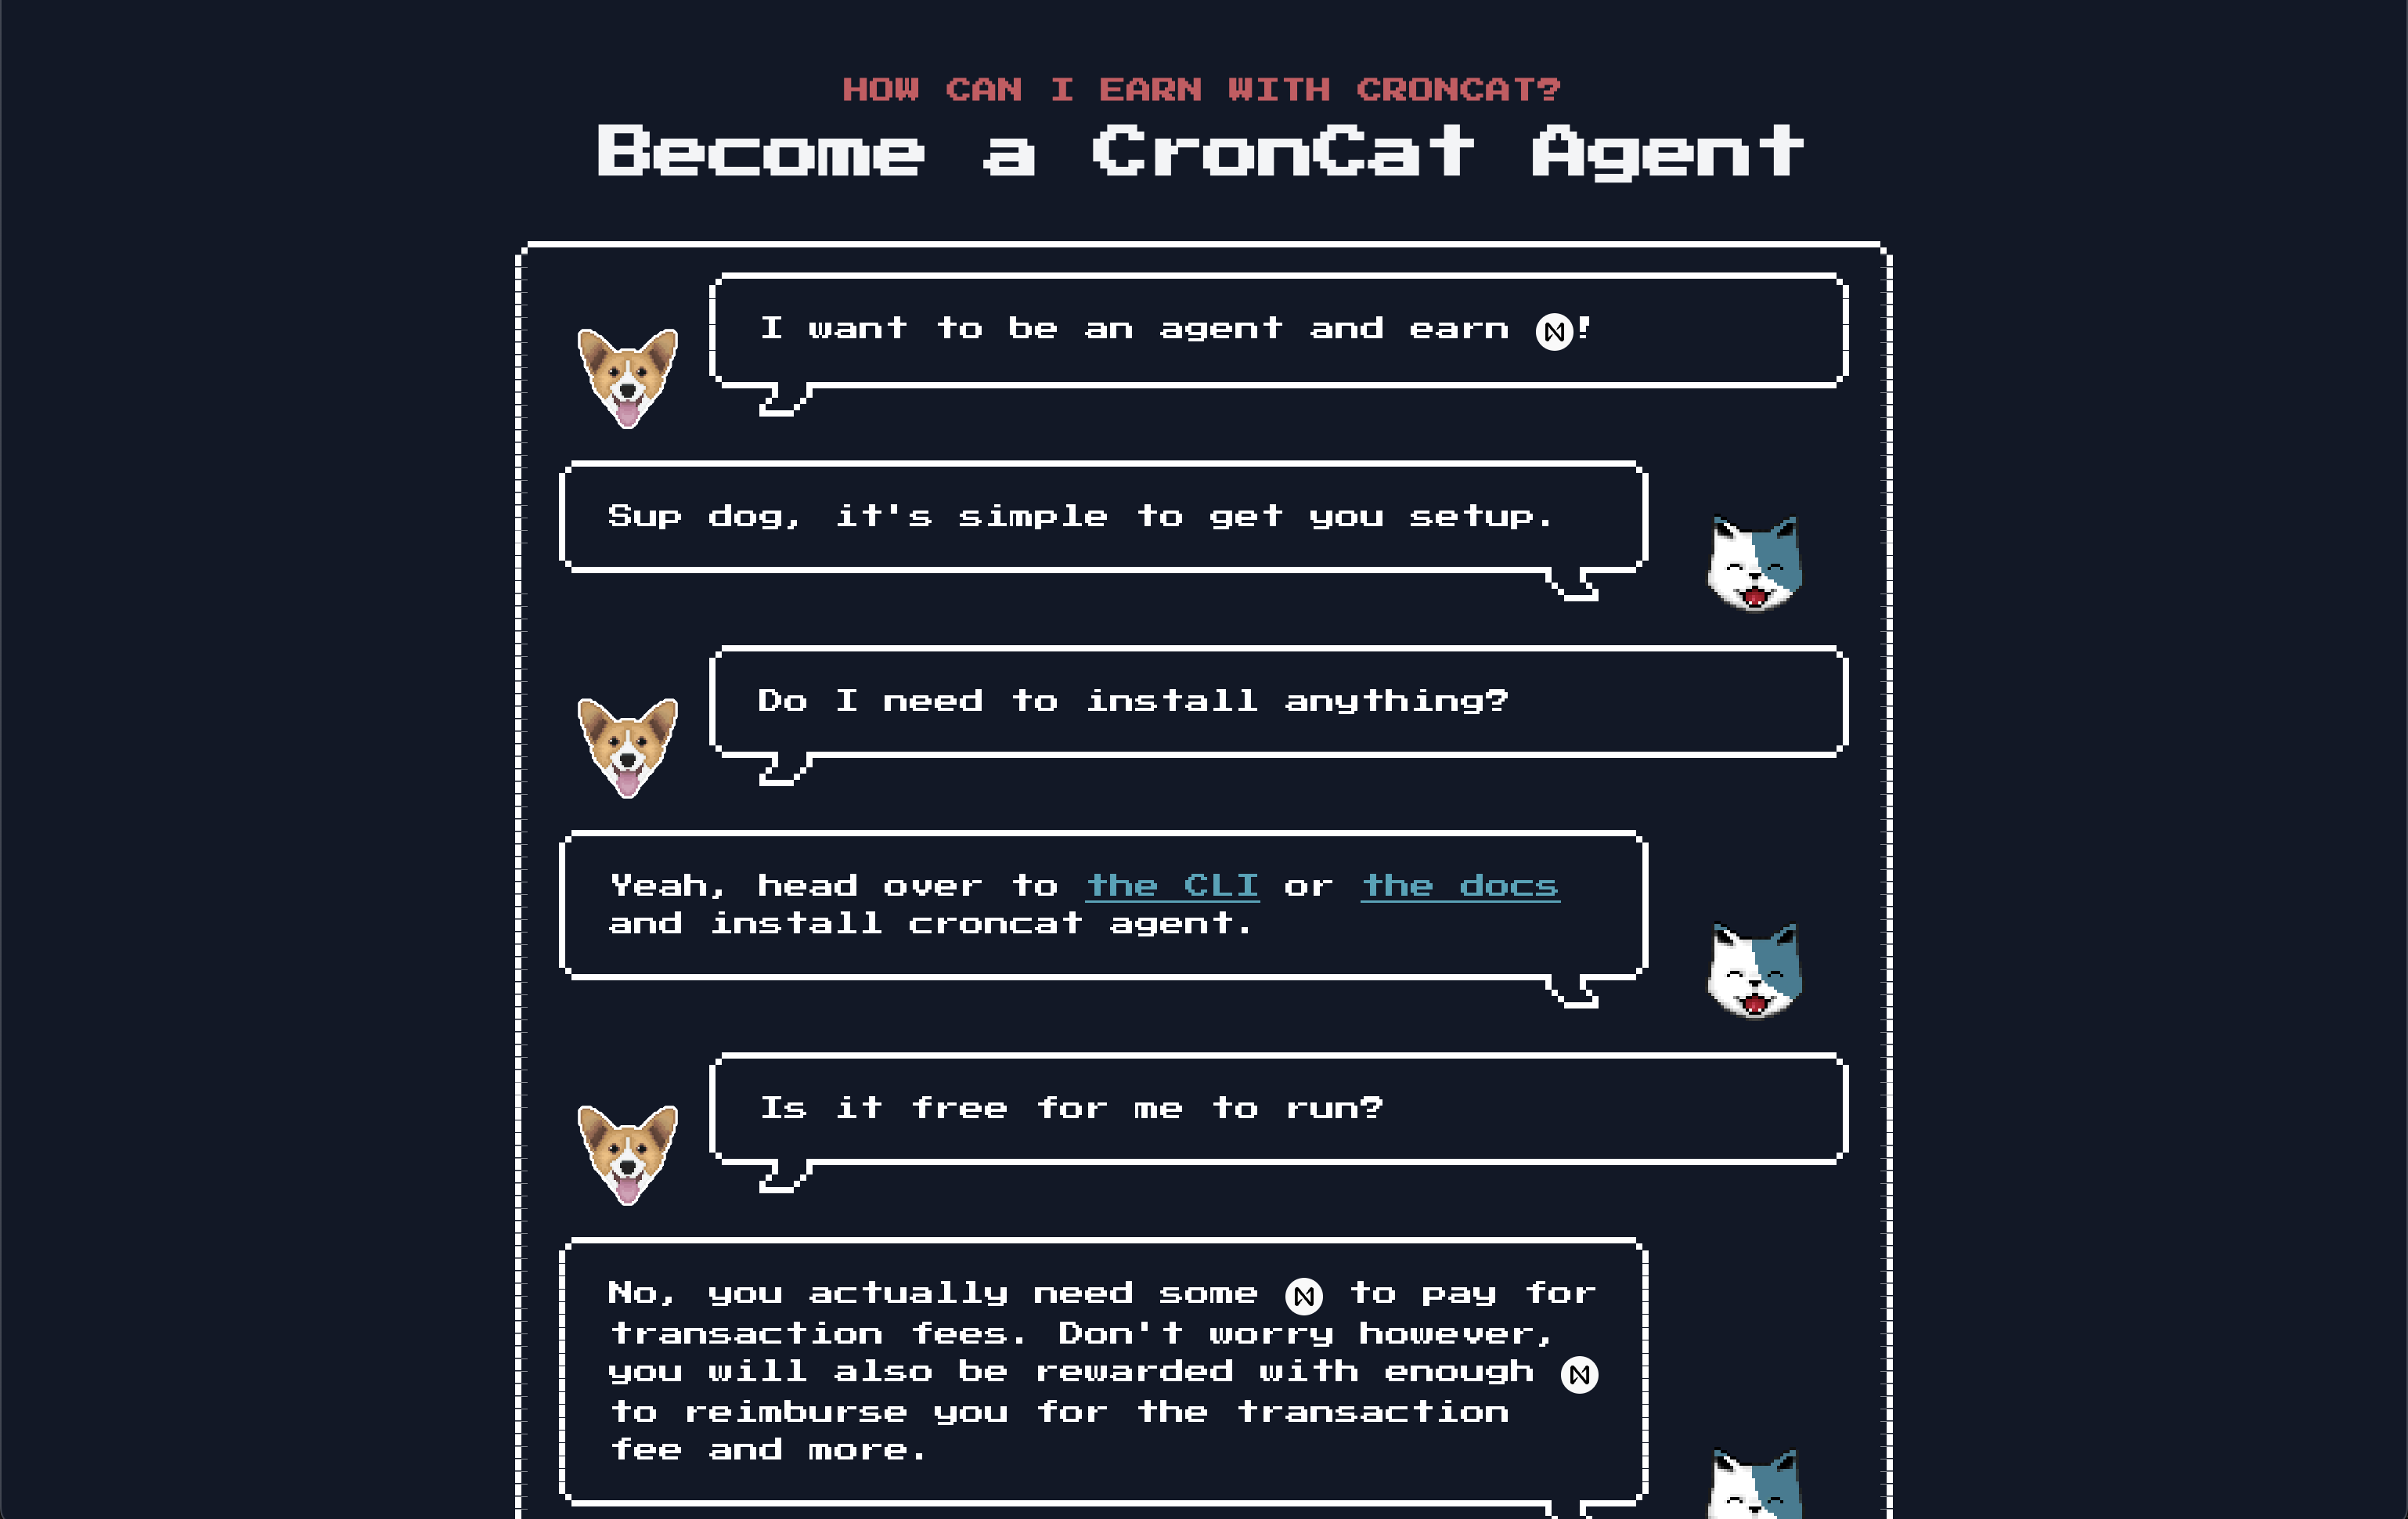 HOW CAN I EARN WITH CRONCAT?
Become a CronCat Agent
I want to be an agent and earn !
Sup dog, it's simple to get you setup.
Do I need to install anything?
Yeah, head over to the CLI or the docs
and install croncat agent.
Is it free for me to run?
No, you actually need some to pay for
transaction fees. Don't worry however,
you will also be rewarded with enough
to reimburse you for the transaction
fee and more.